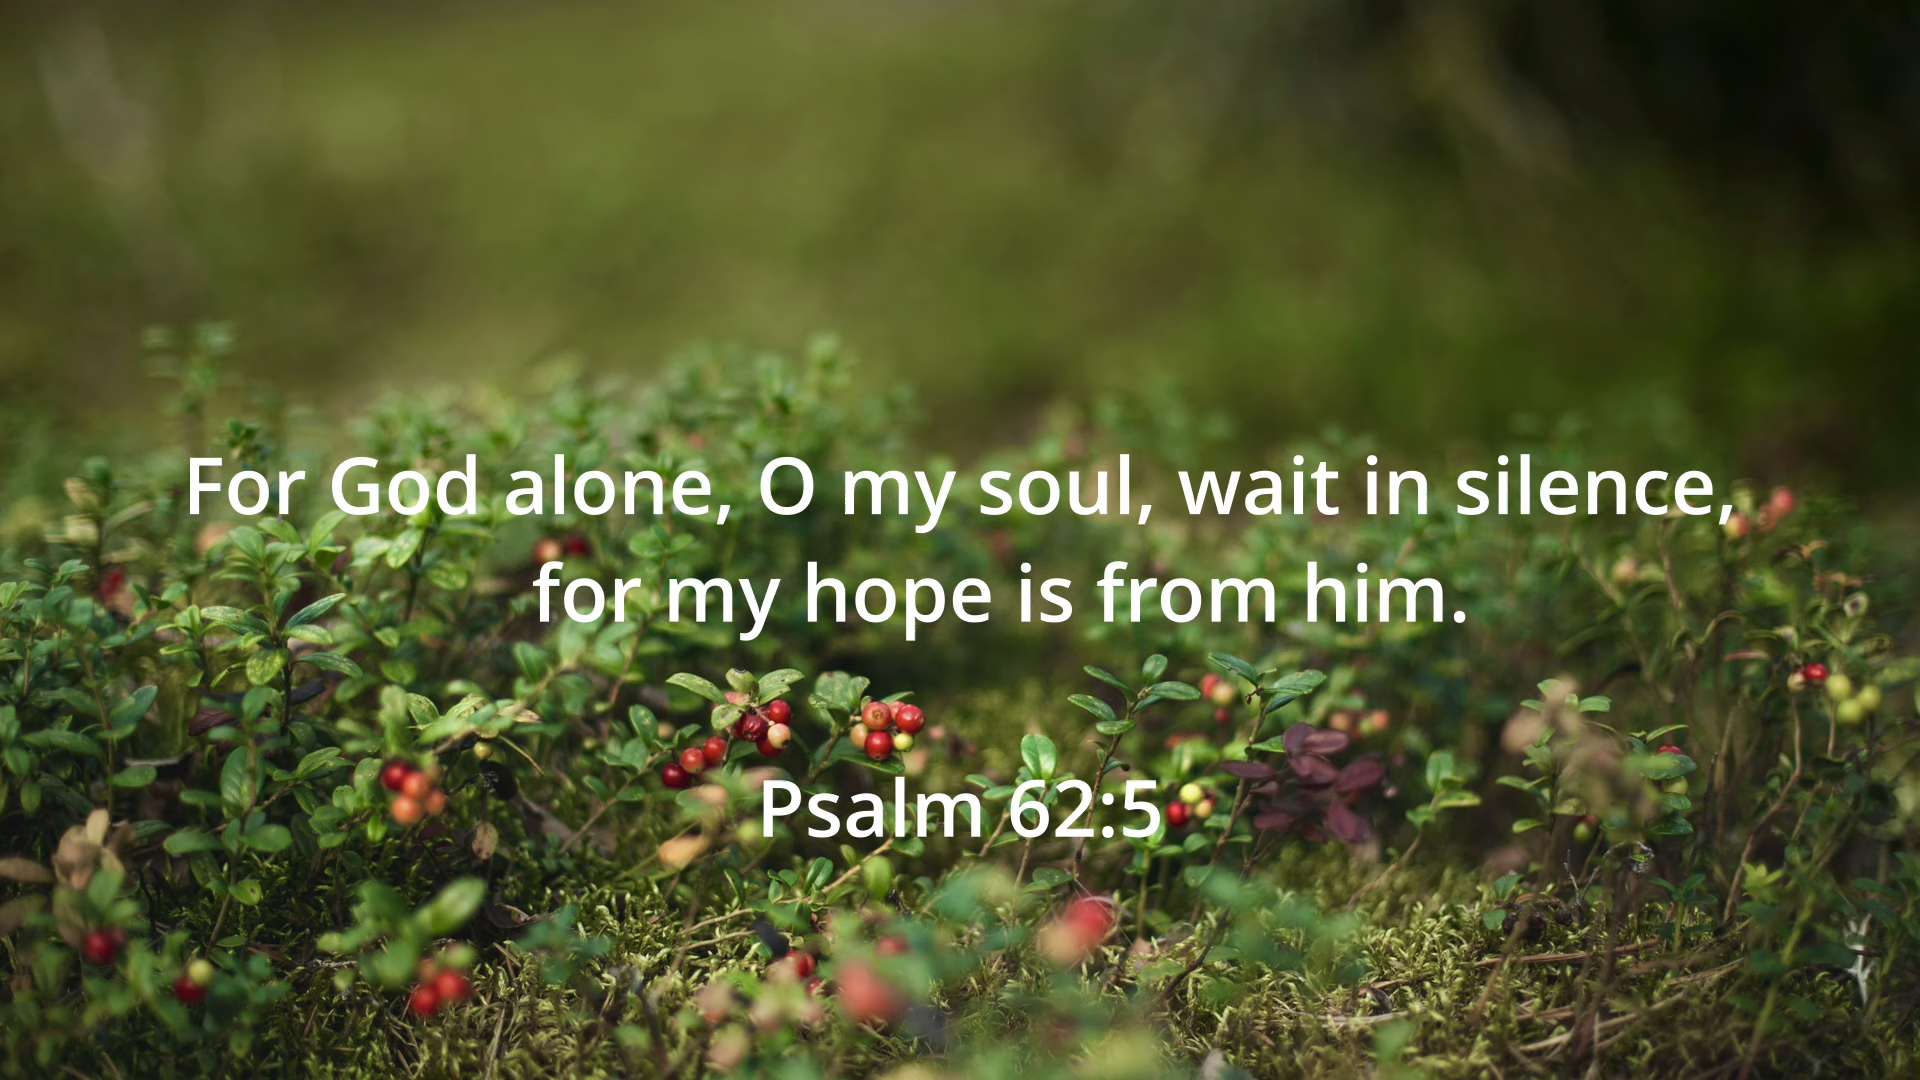 For God alone, O my soul, wait in silence,
for my hope is from him.
Psalm 62:5